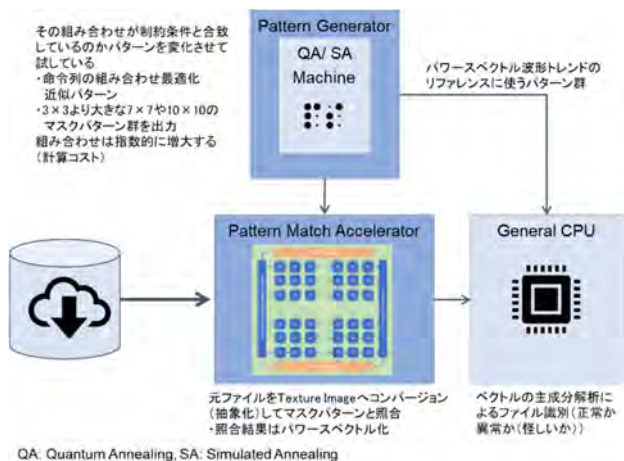 その組み合わせが制約条件と合致
しているのかパターンを変化させて
試している
・命令列の組み合わせ最適化
近似パターン
・3×3より大きな7×7や10×10の
マスクパターン群を出力
組み合わせは指数的に増大する
(計算コスト)
Pattern Generator
QA/ SA
Machine
パワースペクトル波形トレンドの
リファレンスに使うパターン群
Pattern Match Accelerator
General CPU
元ファイルをTexture Imageへコンバージョン
(抽象化)してマスクパターンと照合
・照合結果はパワースペクトル化
ベクトルの主成分解析に
よるファイル識別(正常か
異常か(怪しいか))
QA: Quantum Annealing, SA: Simulated Annealing